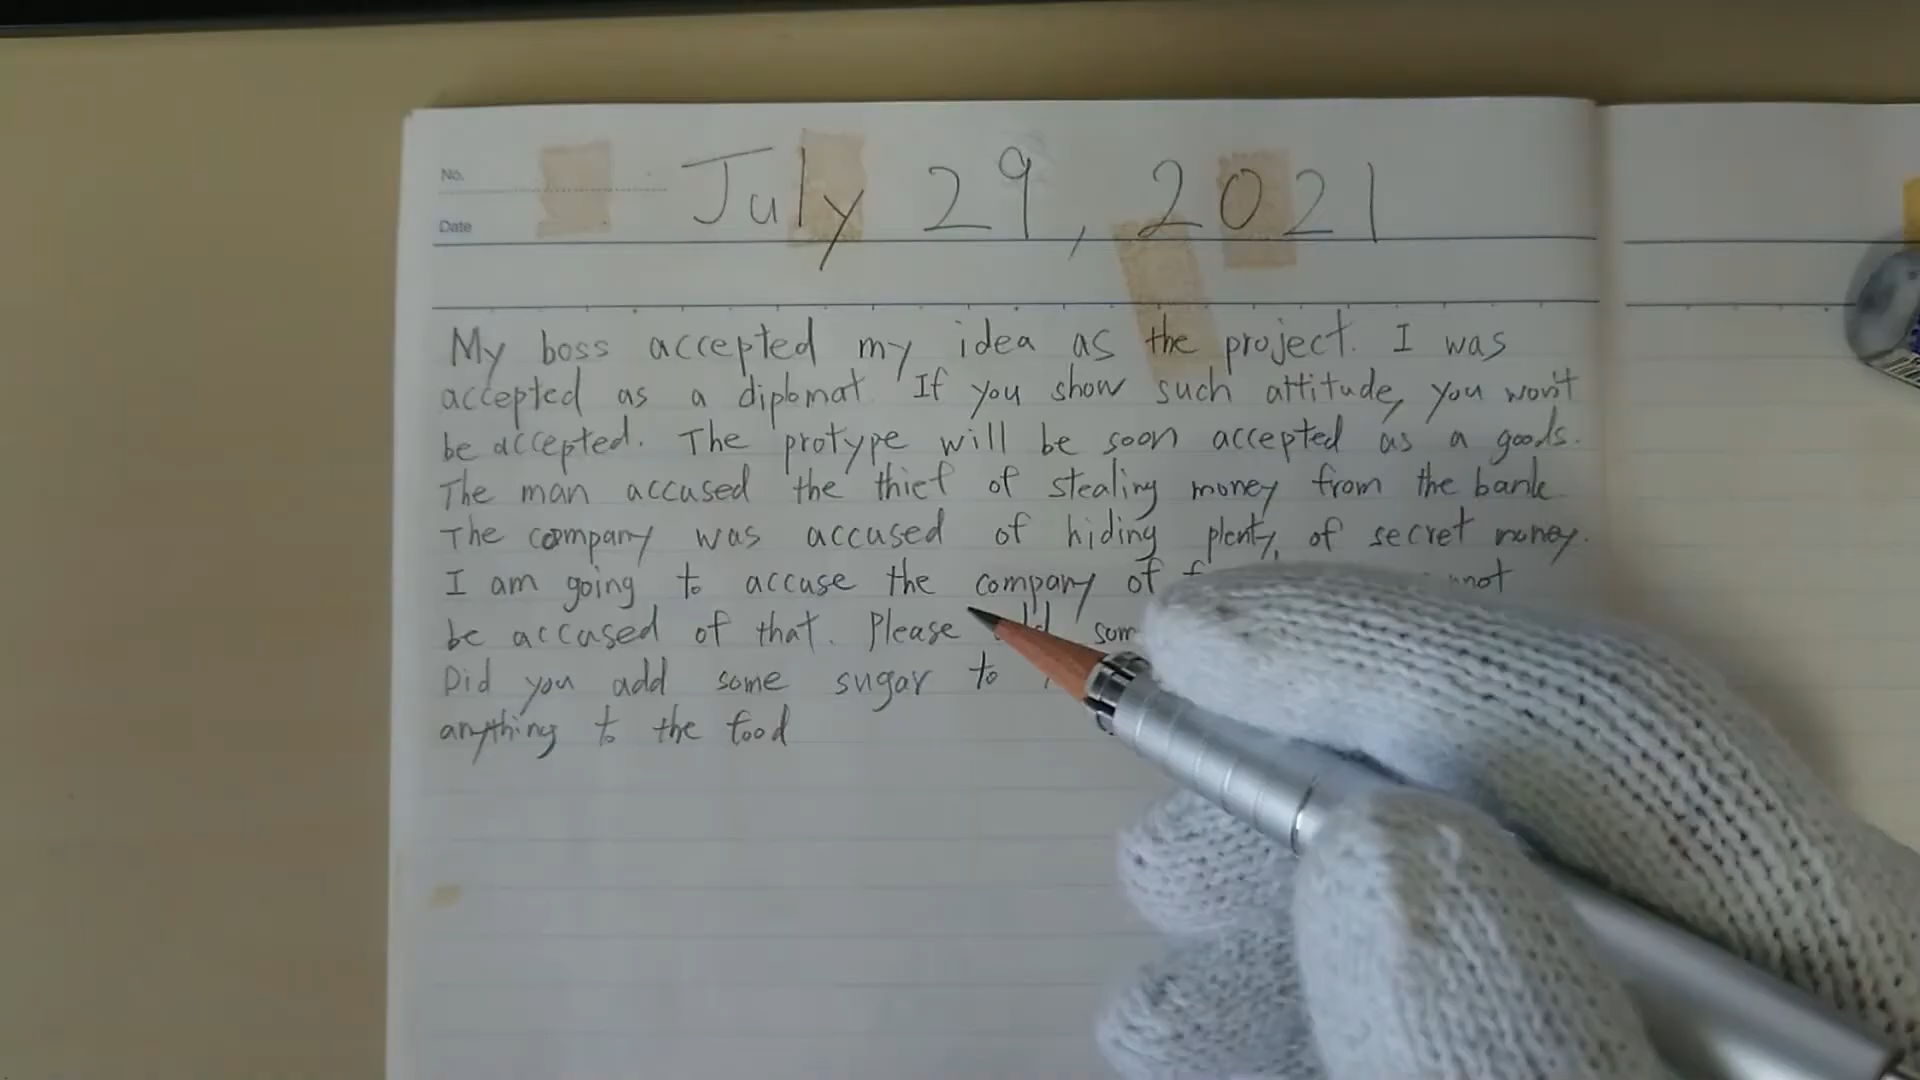 No.
Date
July 29, 2021
My boss accepted my idea as the project. I was
accepted as a diplomat. If you show such attitude, you won't
be accepted. The protype will be soon accepted as a goods.
The man accused the thief of stealing money from the bank.
The company was accused of hiding plenty of secret money.
I am going to accuse the company of
be accused of that. Please
Did you add some sugar to
anything to the food